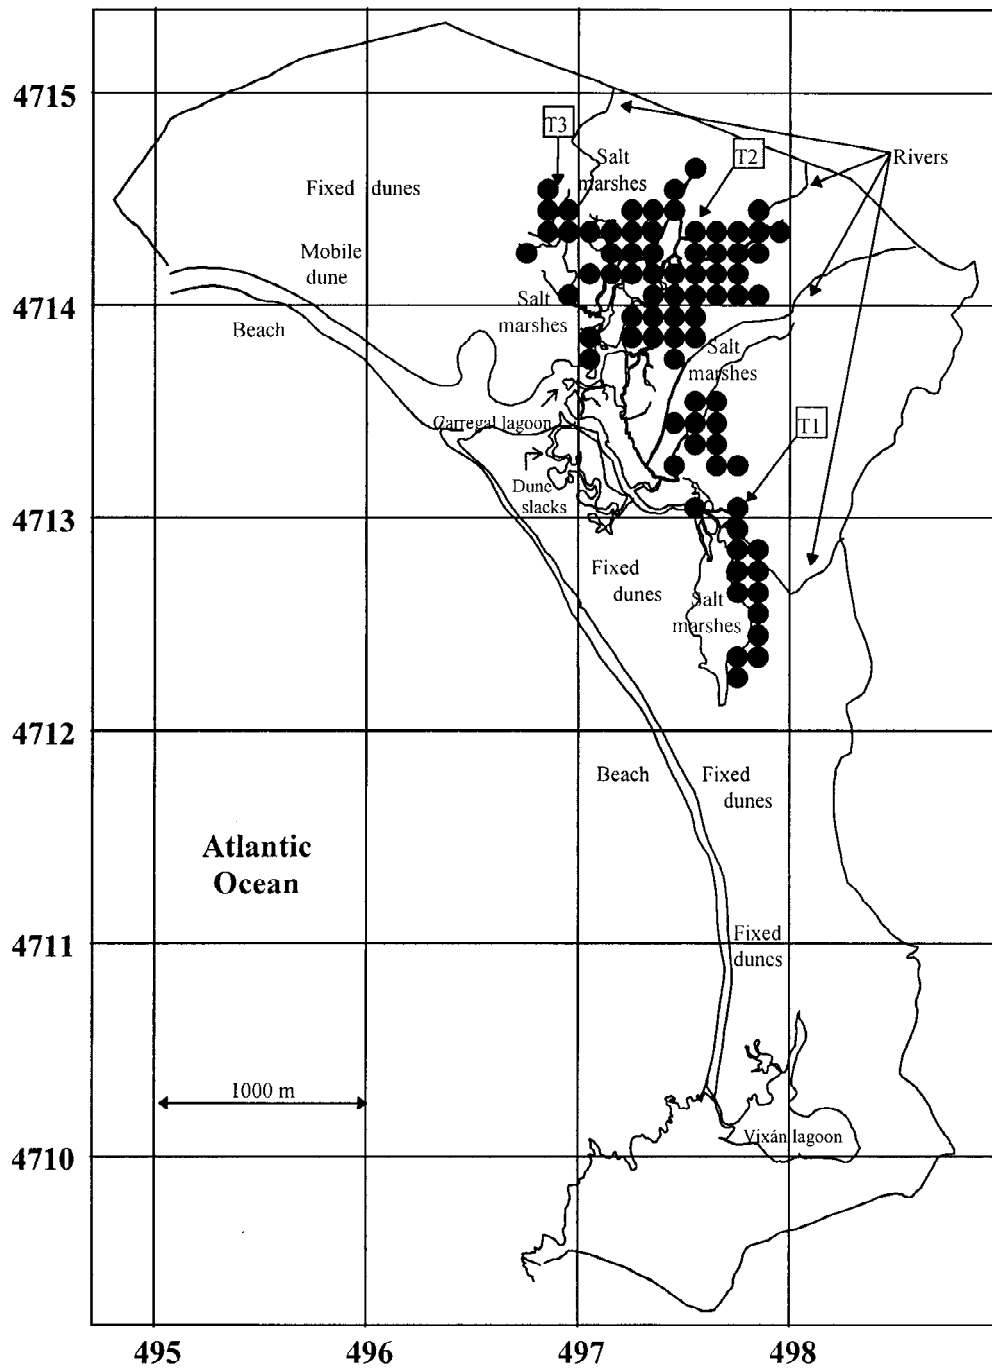 4715
T3
Salt
marshes
T2
Rivers
Fixed dunes
Mobile
dune
Salt
marshes
4714
Beach
Salt
marshes
Carregal lagoon
T1
Dune
slacks
4713
Fixed
dunes
Salt
marshes
4712
Beach
Fixed
dunes
Atlantic
Ocean
4711
Fixed
dunes
1000 m
Vixán lagoon
4710
495
496
497
498